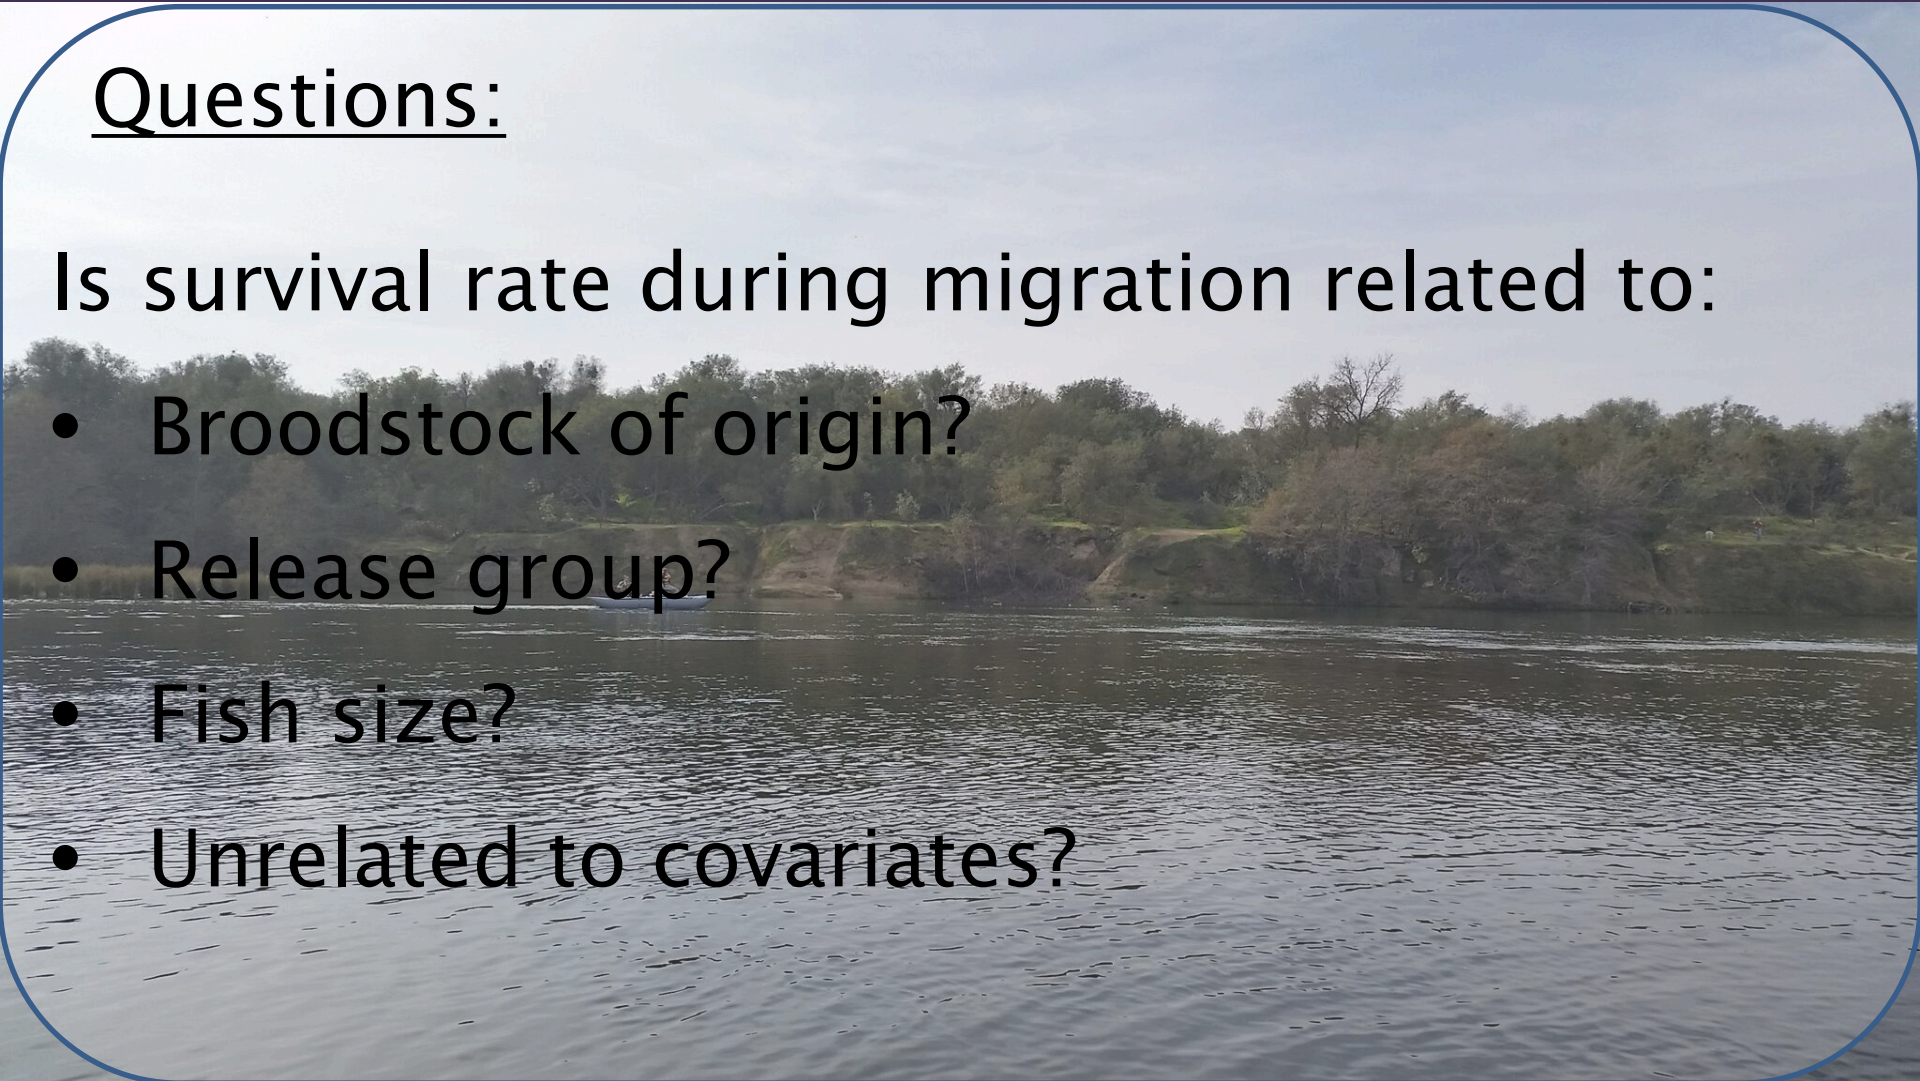 Questions:
Is survival rate during migration related to:
• Broodstock of origin?
• Release group?
• Fish size?
• Unrelated to covariates?